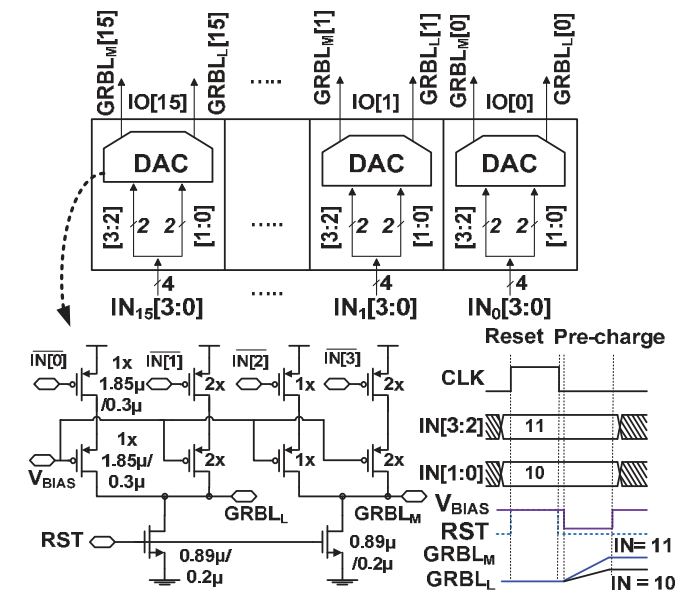 GRBL_M[15]
GRBL_L[15]
IO[15]
.....
GRBL_M[1]
GRBL_L[1]
IO[1]
GRBL_M[0]
GRBL_L[0]
IO[0]
DAC
DAC
DAC
[3:2] 2 2 [1:0]
.....
[3:2] 2 2 [1:0]
[3:2] 2 2 [1:0]
4
4
4
IN15[3:0]
.....
IN1[3:0]
IN0[3:0]
IN[0]
1x
1.85µ
/0.3µ
IN[1]
2x
IN[2]
1x
IN[3]
2x
1x
1.85µ/
0.3µ
2x
1x
2x
VBIAS
GRBL_L
GRBL_M
RST
0.89µ/
0.2µ
0.89µ
/0.2µ
Reset Pre-charge
CLK
IN[3:2] 11
IN[1:0] 10
VBIAS
RST
GRBL_M
IN= 11
GRBL_L
IN = 10